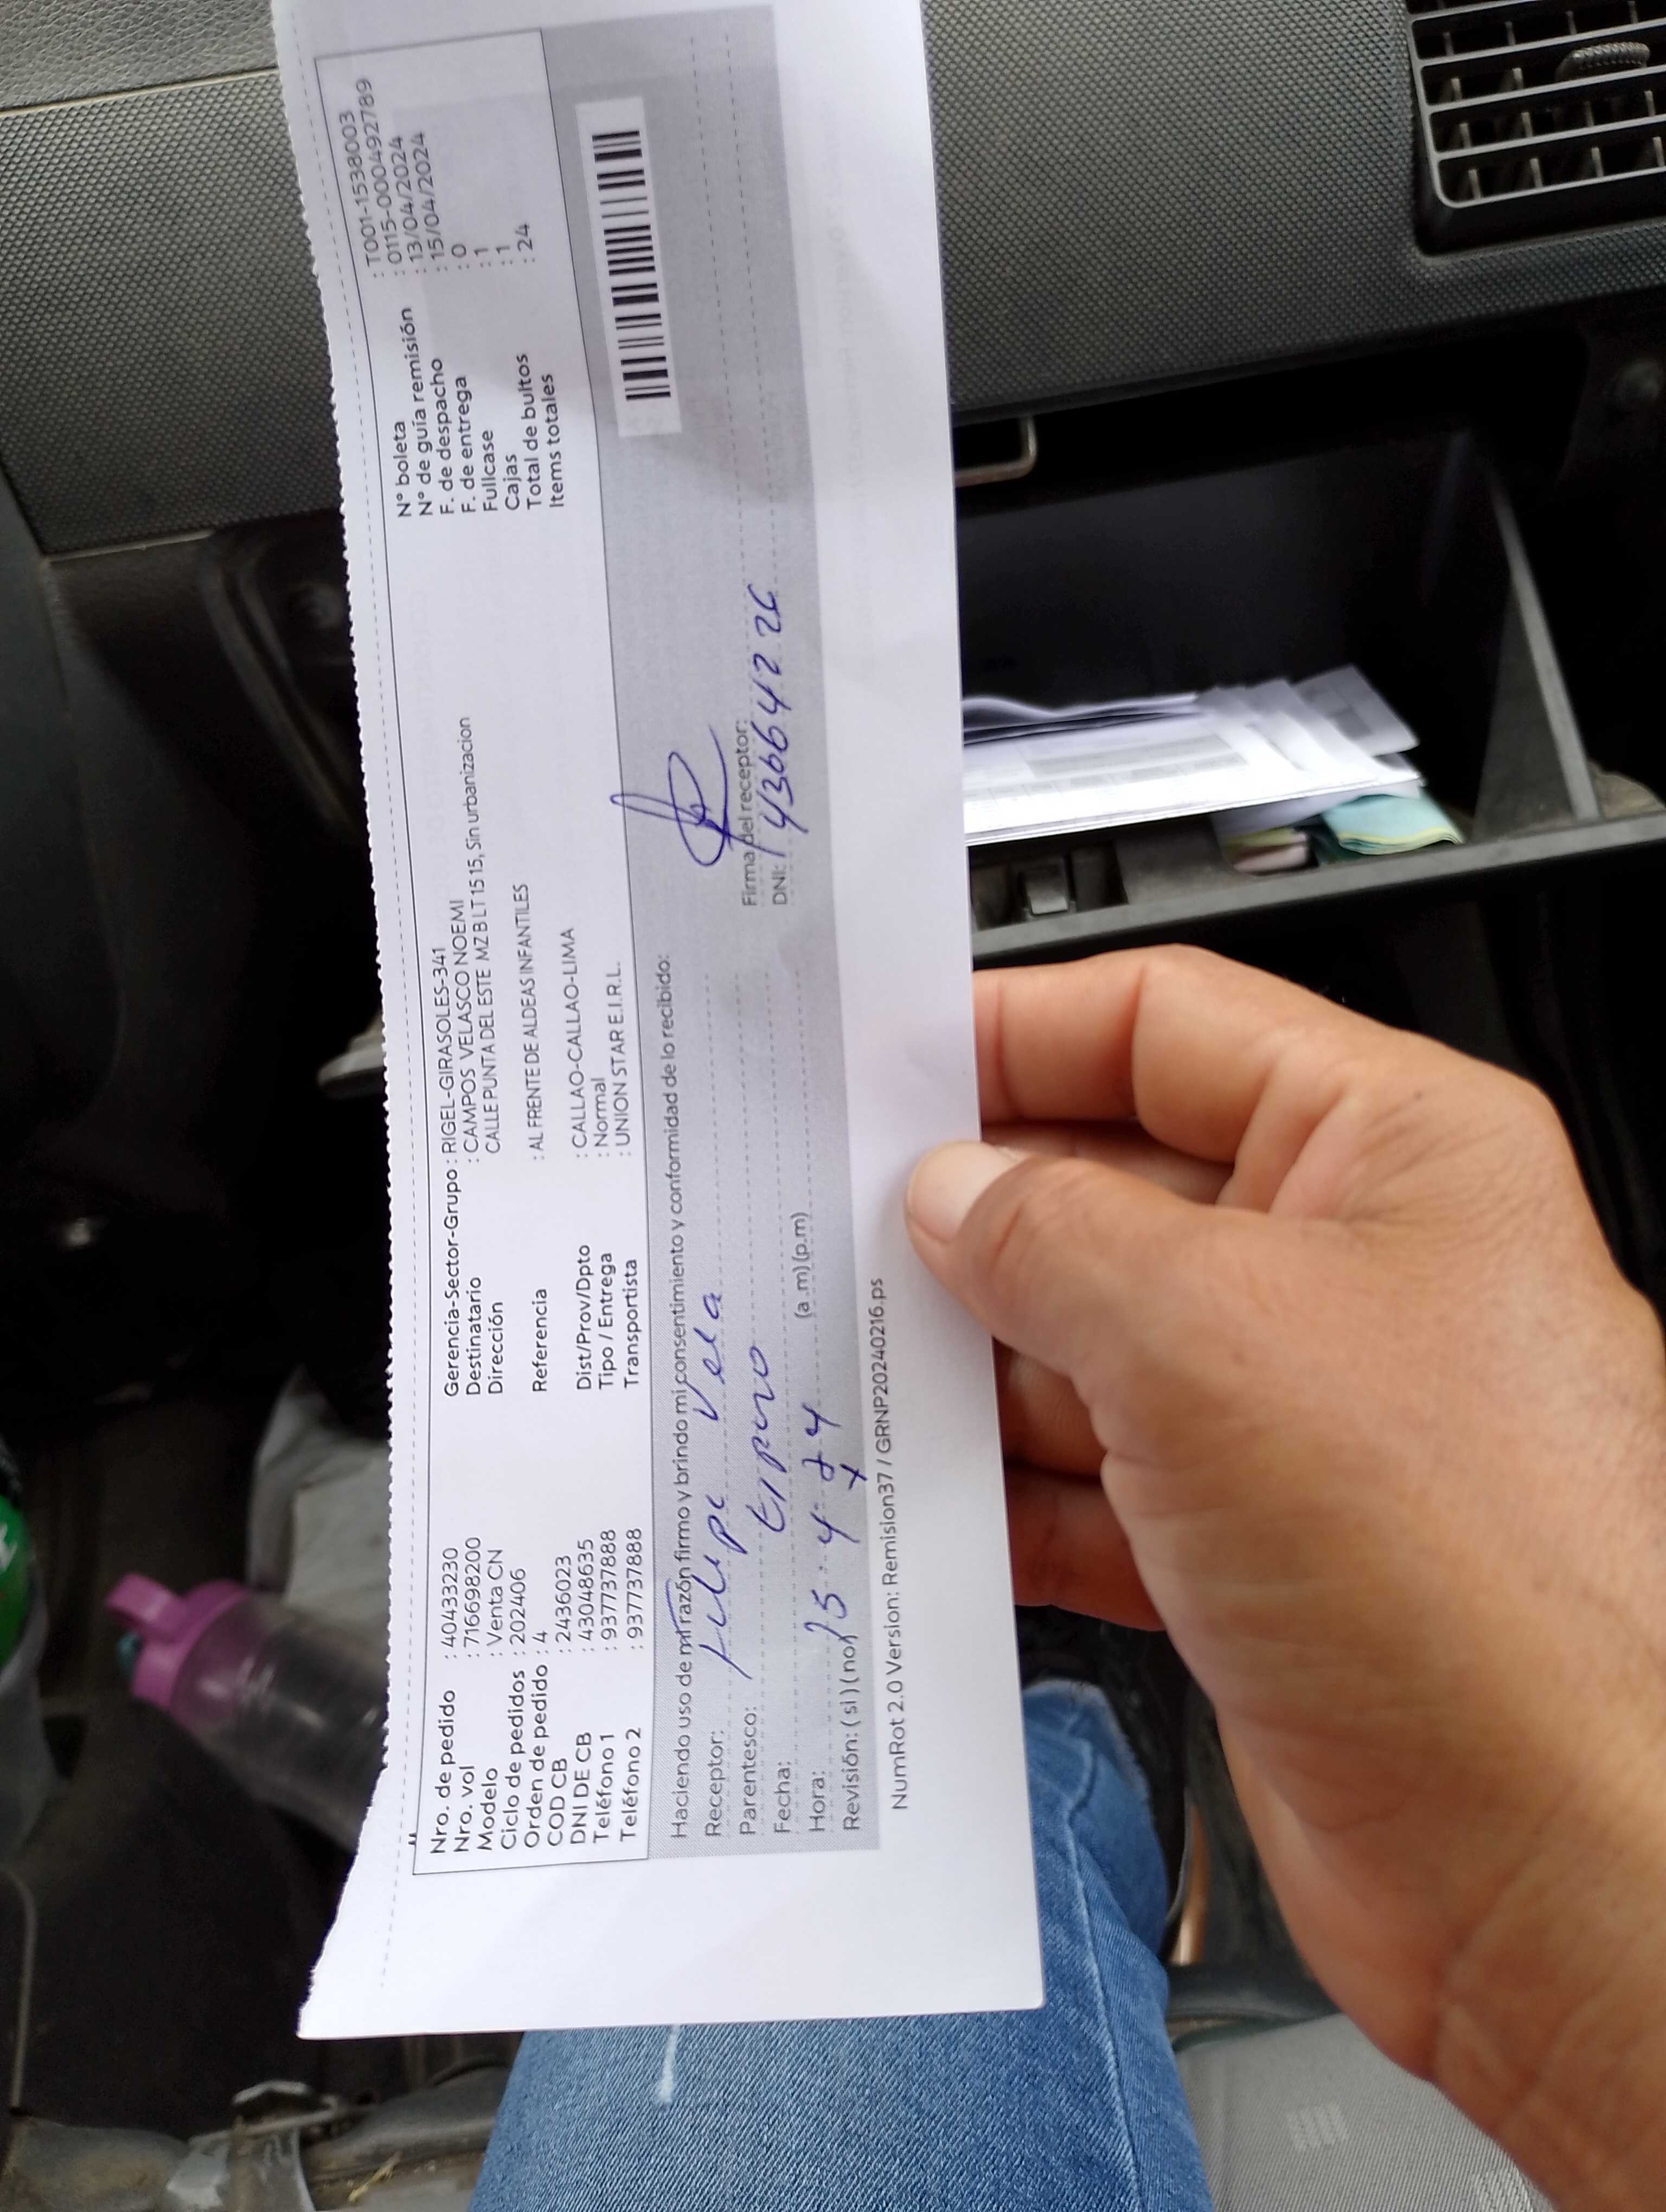 Nro. de pedido : 40433230
Nro. vol : 716698200
Modelo : Venta CN
Ciclo de pedidos : 202406
Orden de pedido : 4
COD CB : 2436023
DNI DE CB : 43048635
Teléfono 1 : 937737888
Teléfono 2 : 937737888
Gerencia-Sector-Grupo : RIGEL-GIRASOLES-341
Destinatario : CAMPOS VELASCO NOEMI
Dirección CALLE PUNTA DEL ESTE MZ B LT 15 15, Sin urbanizacion
Referencia : AL FRENTE DE ALDEAS INFANTILES
Dist/Prov/Dpto : CALLAO-CALLAO-LIMA
Tipo / Entrega : Normal
Transportista : UNION STAR E.I.R.L.
N° boleta : T001-1538003
N° de guía remisión : 0115-0000492789
F. de despacho : 13/04/2024
F. de entrega : 15/04/2024
Fullcase : 0
Cajas : 1
Total de bultos : 1
Items totales : 24
Haciendo uso de mi razón firmo y brindo mi consentimiento y conformidad de lo recibido:
Receptor: Vela
Parentesco: Esposo
Fecha:
Hora: 15 4 24 (a.m) (p.m)
Revisión: ( si ) ( no ) x
Firma del receptor:
DNI: 43664226
NumRot 2.0 Version: Remision37 / GRNP20240216.ps